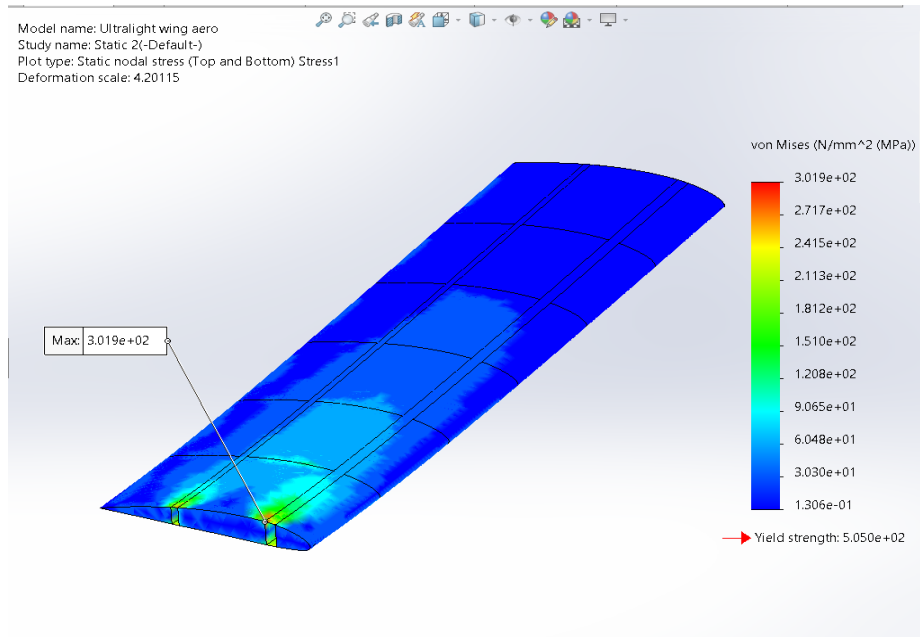 Model name: Ultralight wing aero
Study name: Static 2(-Default-)
Plot type: Static nodal stress (Top and Bottom) Stress1
Deformation scale: 4.20115
von Mises (N/mm^2 (MPa))
3.019e+02
2.717e+02
2.415e+02
2.113e+02
1.812e+02
1.510e+02
1.208e+02
9.065e+01
6.048e+01
3.030e+01
1.306e-01
Yield strength: 5.050e+02
Max: 3.019e+02